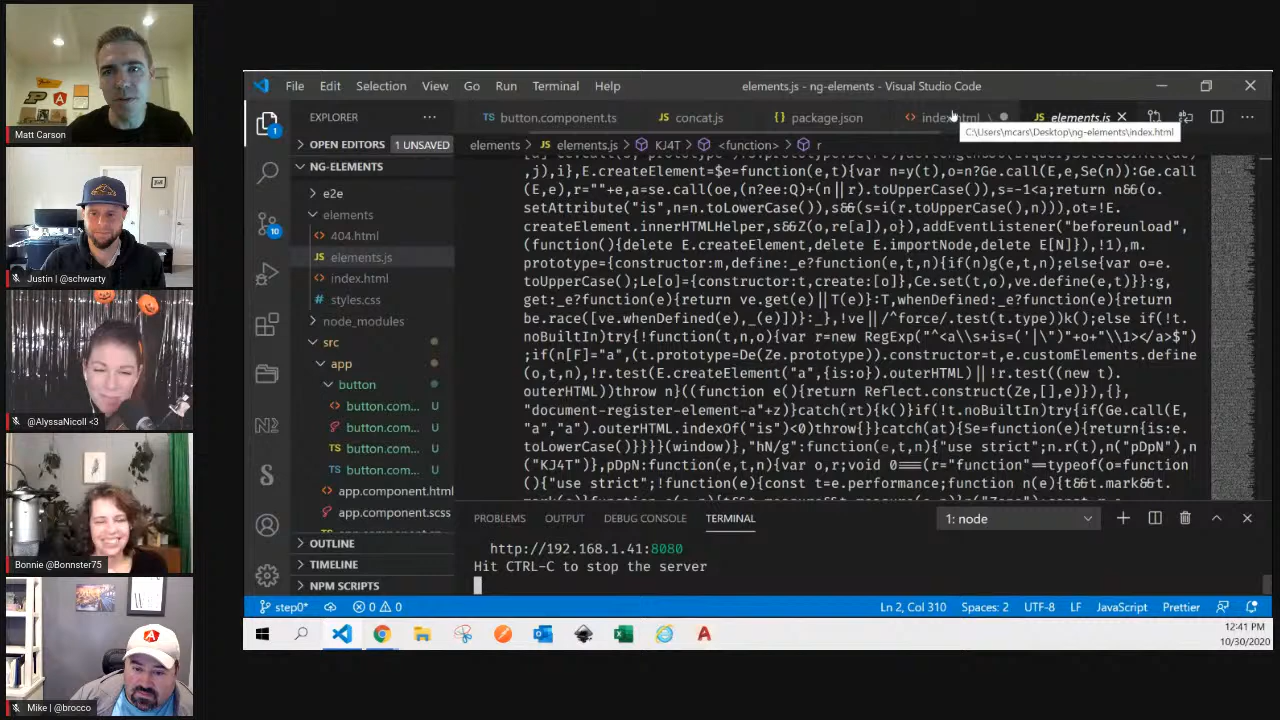 Matt Carson
Justin | @schwarty
@AlyssaNicoll <3
Bonnie @Bonnster75
Mike | @brocco
File Edit Selection View Go Run Terminal Help
elements.js - ng-elements - Visual Studio Code
EXPLORER
OPEN EDITORS 1 UNSAVED
NG-ELEMENTS
e2e
elements
404.html
elements.js
index.html
styles.css
node_modules
src
app
button
button.com... U
button.com... U
button.com... U
button.com... U
app.component.html
app.component.scss
OUTLINE
TIMELINE
NPM SCRIPTS
button.component.ts concat.js package.json index.html elements.js
C:\Users\mcars\Desktop\ng-elements\index.html
elements > elements.js > KJ4T > <function> > r
,j),i},E.createElement=$e=function(e,t){var n=y(t),o=n?Ge.call(E,e,Se(n)):Ge.call
(E,e),r=""+e,a=se.call(oe,(n?ee:Q)+(n||r).toUpperCase()),s=-1<a;return n&&(o.
setAttribute("is",n=n.toLowerCase()),s&&(s=i(r.toUpperCase(),n))),ot=!E.
createElement.innerHTMLHelper,s&&Z(o,re[a]),o},addEventListener("beforeunload",
(function(){delete E.createElement,delete E.importNode,delete E[N]}),!1),m.
prototype={constructor:m,define:_e?function(e,t,n){if(n)g(e,t,n);else{var o=e.
toUpperCase();Le[o]={constructor:t,create:[o]},Ce.set(t,o),ve.define(e,t)}}:g,
get:_e?function(e){return ve.get(e)||T(e)}:T,whenDefined:_e?function(e){return
be.race([ve.whenDefined(e),_(e)])}:_},!ve||/^force/.test(t.type))k();else if(!t.
noBuiltIn)try{!function(t,n,o){var r=new RegExp("^<a\\s+is=('|\")"+o+"\\1></a>$")
;if(n[F]="a",(t.prototype=De(Ze.prototype)).constructor=t,e.customElements.define
(o,t,n),!r.test(E.createElement("a",{is:o}).outerHTML)||!r.test((new t).
outerHTML))throw n}((function e(){return Reflect.construct(Ze,[],e)}),{},
"document-register-element-a"+z)}catch(rt){k()}if(!t.noBuiltIn)try{if(Ge.call(E,
"a","a").outerHTML.indexOf("is")<0)throw{}}catch(at){Se=function(e){return{is:e.
toLowerCase()}}}}(window)},"hN/g":function(e,t,n){"use strict";n.r(t),n("pDpN"),n
("KJ4T")},pDpN:function(e,t,n){var o,r;void 0===(r="function"==typeof(o=function
(){"use strict";!function(e){const t=e.performance;function n(e){t&&t.mark&&t.
PROBLEMS OUTPUT DEBUG CONSOLE TERMINAL 1: node
http://192.168.1.41:8080
Hit CTRL-C to stop the server
step0* 0 0 Ln 2, Col 310 Spaces: 2 UTF-8 LF JavaScript Prettier
12:41 PM
10/30/2020